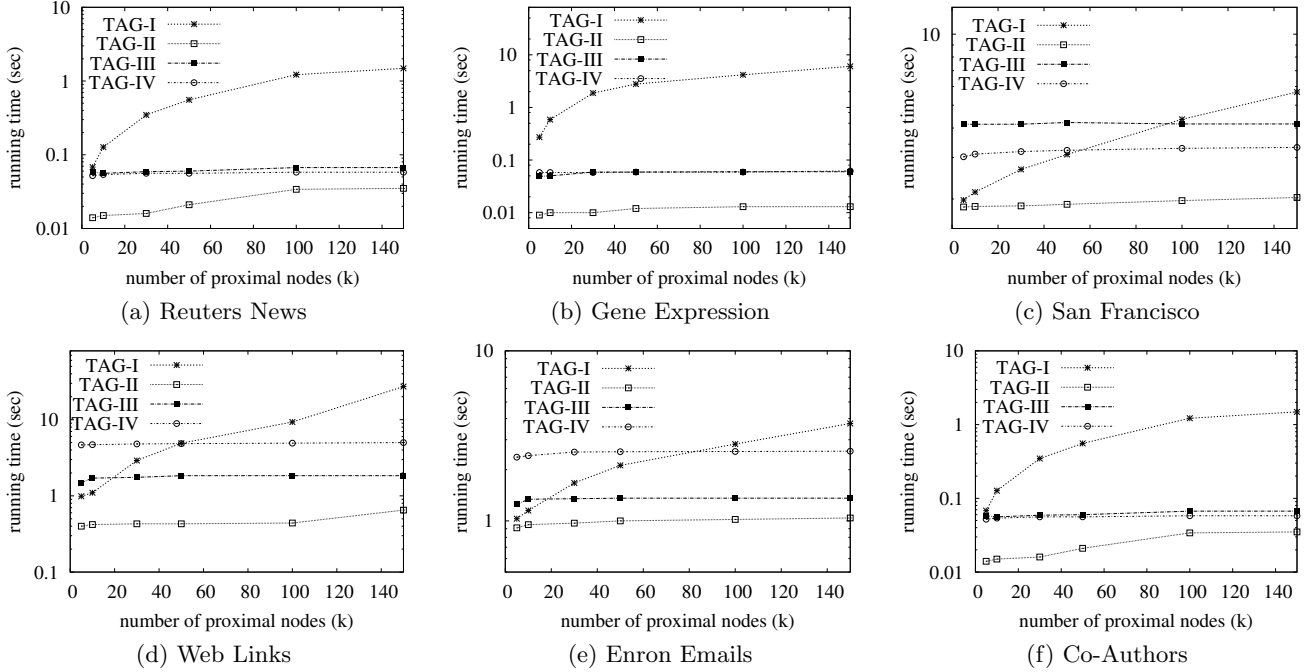 10
1
0.1
0.01
running time (sec)
TAG-I
TAG-II
TAG-III
TAG-IV
0 20 40 60 80 100 120 140
number of proximal nodes (k)
(a) Reuters News
10
1
0.1
0.01
running time (sec)
TAG-I
TAG-II
TAG-III
TAG-IV
0 20 40 60 80 100 120 140
number of proximal nodes (k)
(b) Gene Expression
10
running time (sec)
TAG-I
TAG-II
TAG-III
TAG-IV
0 20 40 60 80 100 120 140
number of proximal nodes (k)
(c) San Francisco
10
1
0.1
running time (sec)
TAG-I
TAG-II
TAG-III
TAG-IV
0 20 40 60 80 100 120 140
number of proximal nodes (k)
(d) Web Links
10
1
running time (sec)
TAG-I
TAG-II
TAG-III
TAG-IV
0 20 40 60 80 100 120 140
number of proximal nodes (k)
(e) Enron Emails
10
1
0.1
0.01
running time (sec)
TAG-I
TAG-II
TAG-III
TAG-IV
0 20 40 60 80 100 120 140
number of proximal nodes (k)
(f) Co-Authors